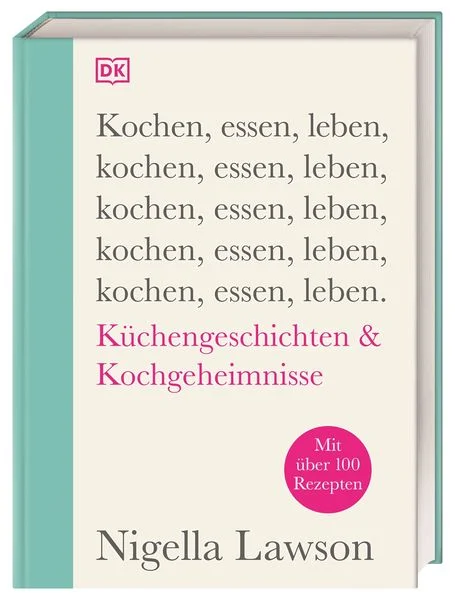 DK
Kochen, essen, leben,
kochen, essen, leben,
kochen, essen, leben,
kochen, essen, leben,
kochen, essen, leben.
Küchengeschichten &
Kochgeheimnisse
Mit
über 100
Rezepten
Nigella Lawson